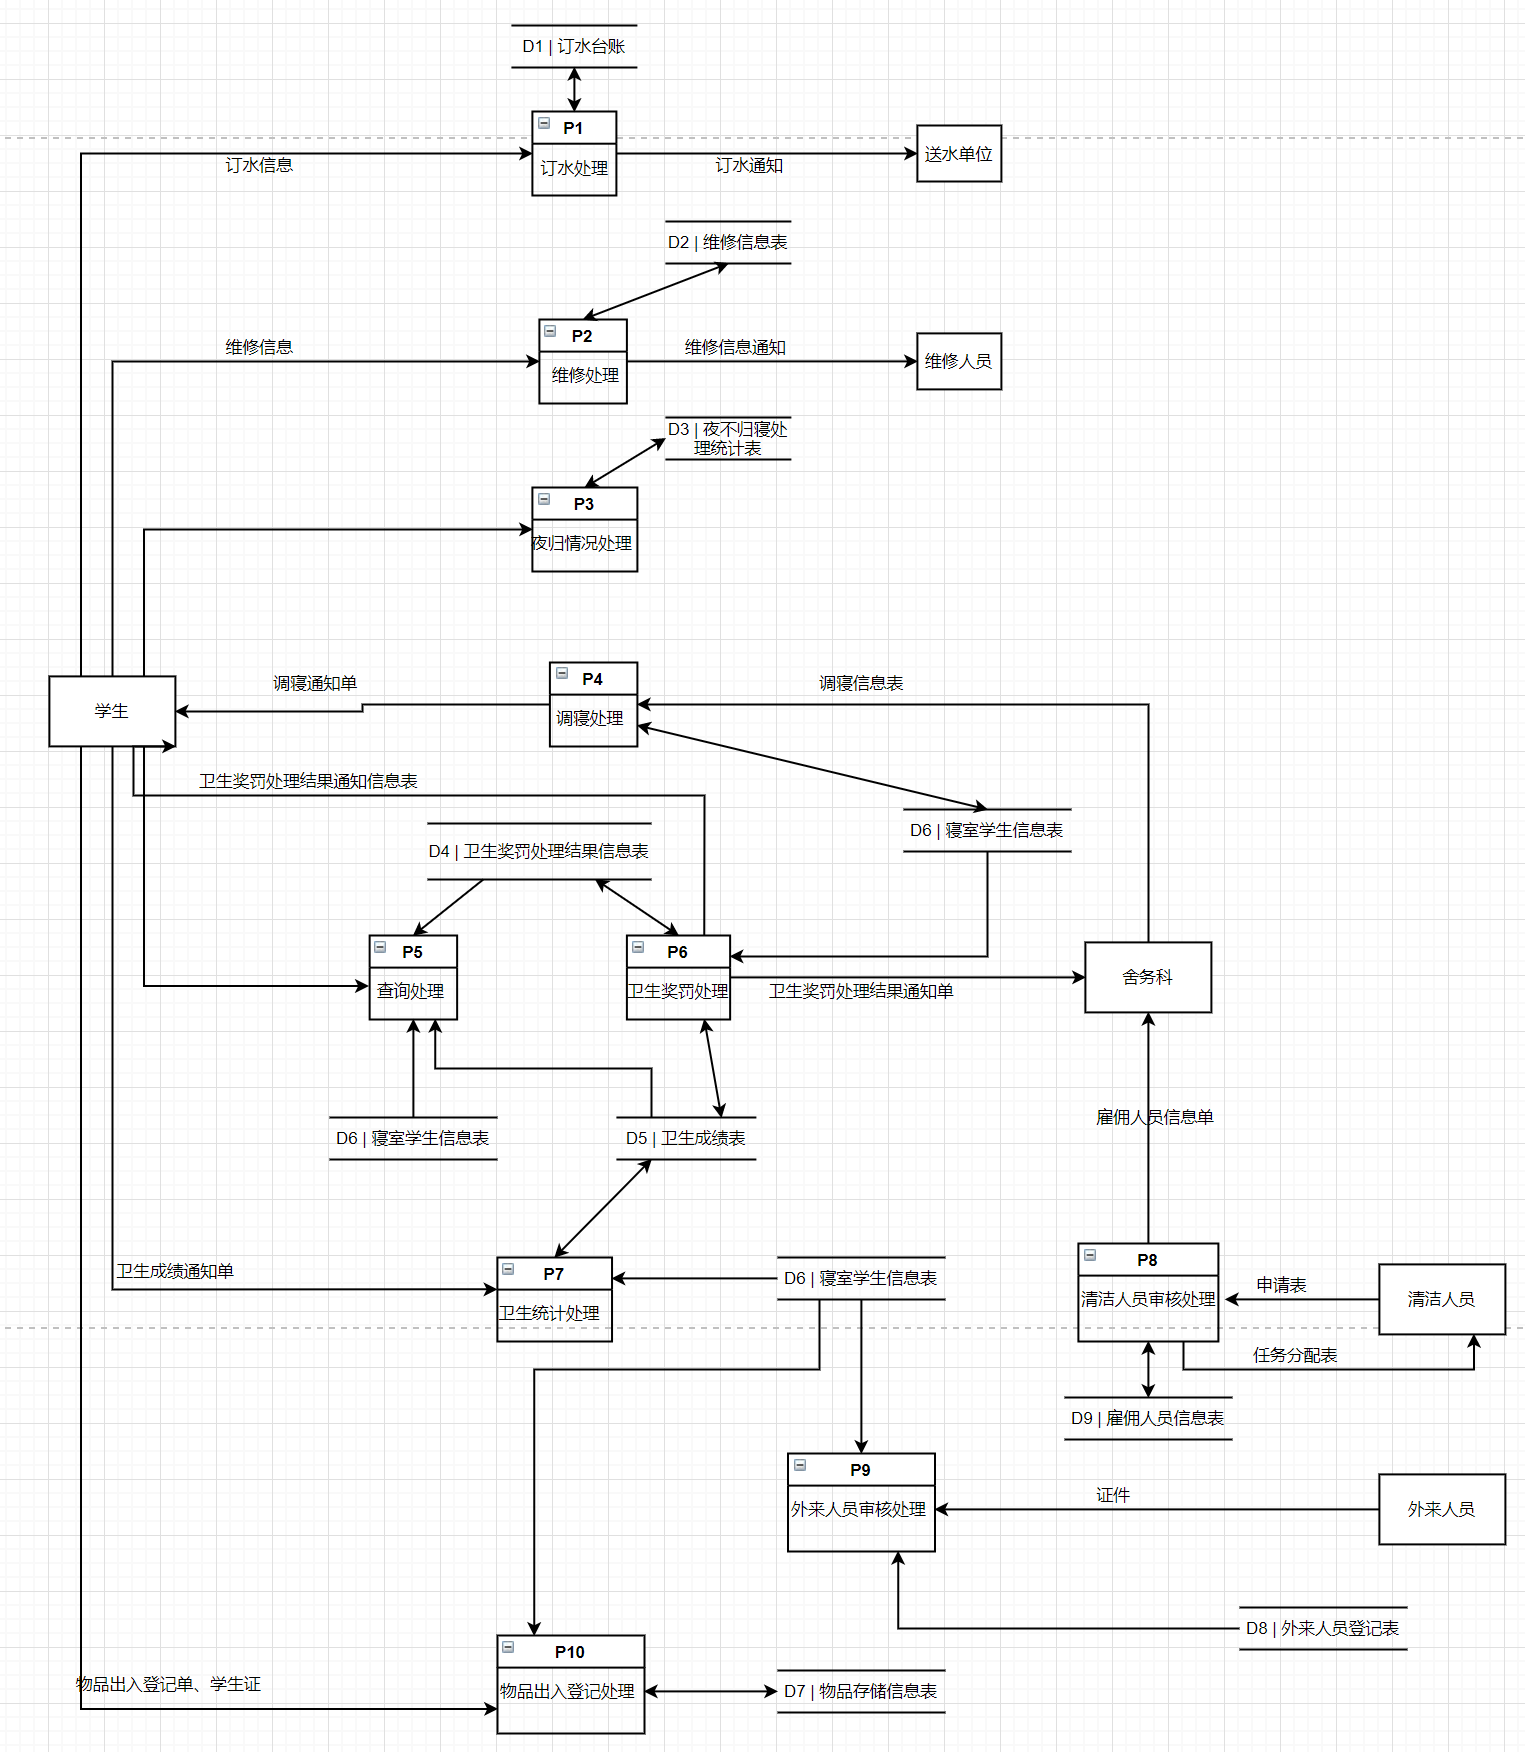 D1 | 订水台账
P1
订水处理
订水信息
订水通知
送水单位
D2 | 维修信息表
P2
维修处理
维修信息
维修信息通知
维修人员
D3 | 夜不归寝处
理统计表
P3
夜归情况处理
学生
调寝通知单
P4
调寝处理
调寝信息表
卫生奖罚处理结果通知信息表
D4 | 卫生奖罚处理结果信息表
D6 | 寝室学生信息表
P5
查询处理
P6
卫生奖罚处理
卫生奖罚处理结果通知单
舍务科
D6 | 寝室学生信息表
D5 | 卫生成绩表
雇佣人员信息单
卫生成绩通知单
P7
卫生统计处理
D6 | 寝室学生信息表
P8
清洁人员审核处理
申请表
清洁人员
任务分配表
D9 | 雇佣人员信息表
P9
外来人员审核处理
证件
外来人员
D8 | 外来人员登记表
P10
物品出入登记处理
物品出入登记单、学生证
D7 | 物品存储信息表